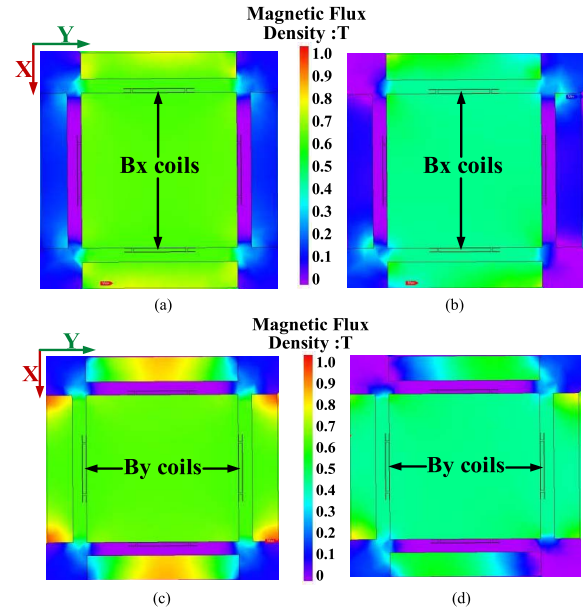 Magnetic Flux
Density :T
Y
X
1.0
0.9
0.8
0.7
0.6
0.5
0.4
0.3
0.2
0.1
0
Bx coils
Bx coils
(a)
(b)
Magnetic Flux
Density :T
Y
X
1.0
0.9
0.8
0.7
0.6
0.5
0.4
0.3
0.2
0.1
0
By coils
By coils
(c)
(d)